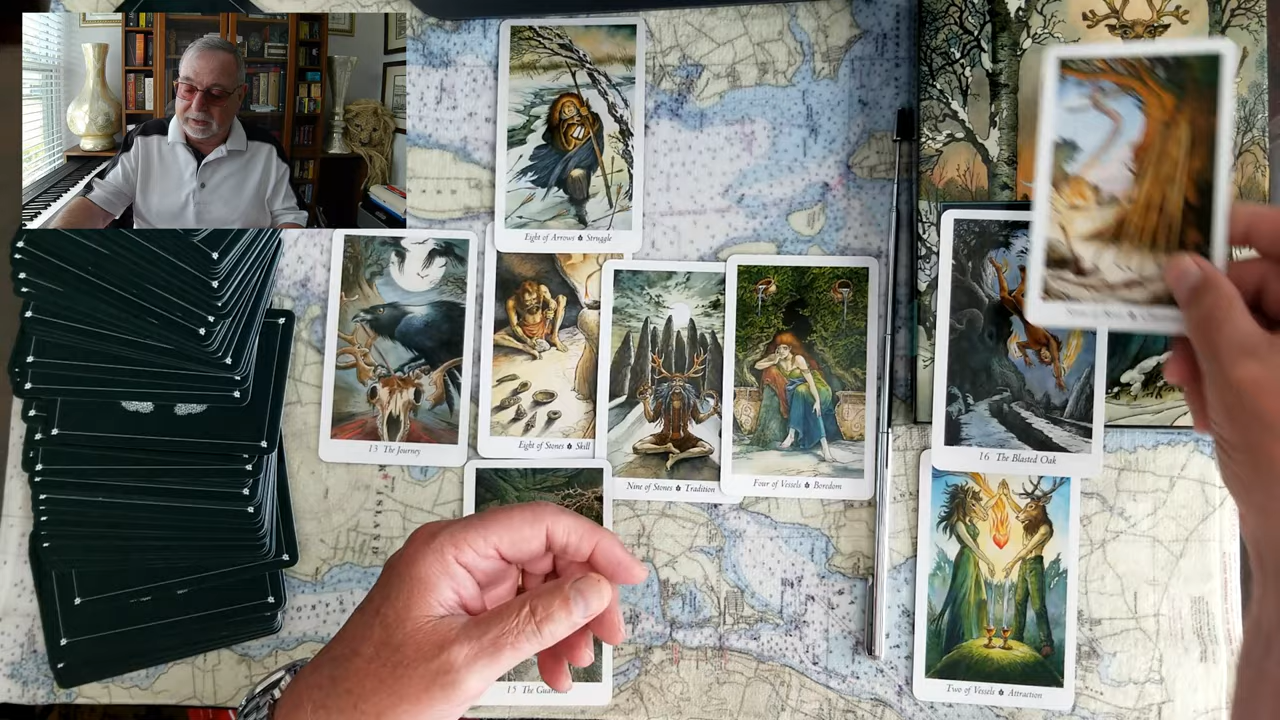 Eight of Arrows Struggle
13 The Journey
Eight of Stones Skill
Nine of Stones Tradition
Four of Vessels Boredom
16 The Blasted Oak
15 The Guardian
Two of Vessels Attraction